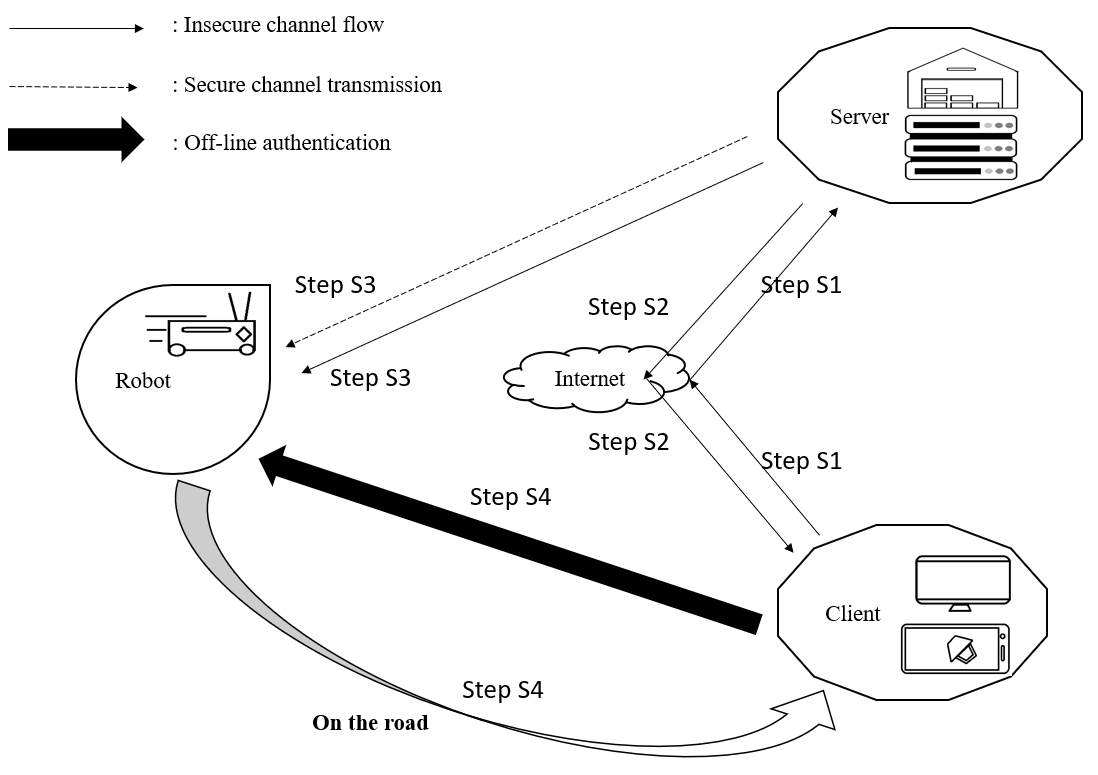 : Insecure channel flow
: Secure channel transmission
: Off-line authentication
Server
Step S3
Step S1
Step S2
Robot
Step S3
Internet
Step S2
Step S1
Step S4
Client
Step S4
On the road